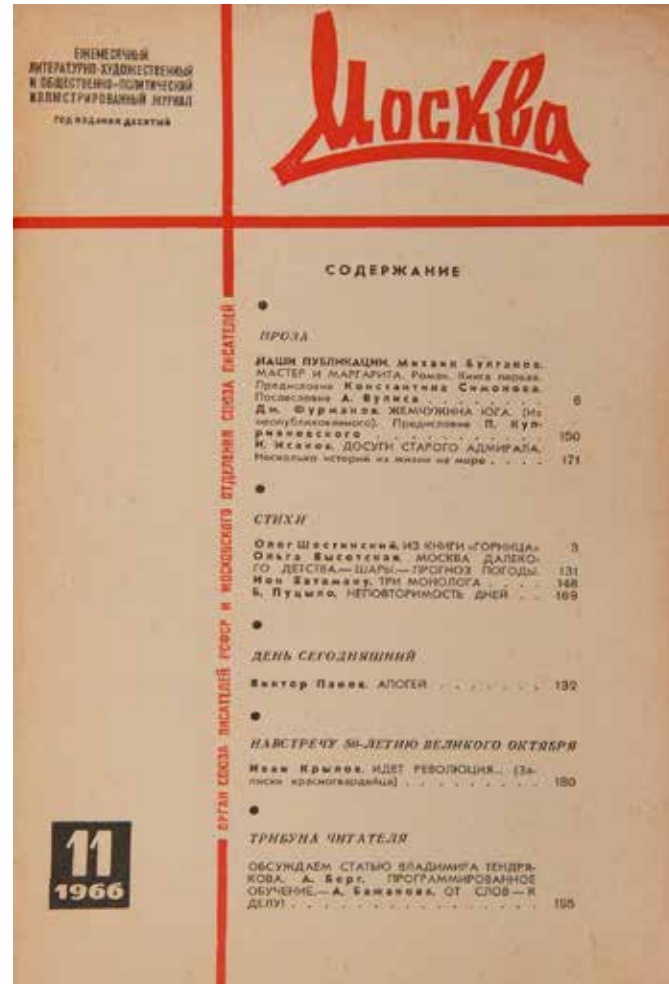 ЕЖЕМЕСЯЧНЫЙ
ЛИТЕРАТУРНО-ХУДОЖЕСТВЕННЫЙ
И ОБЩЕСТВЕННО-ПОЛИТИЧЕСКИЙ
ИЛЛЮСТРИРОВАННЫЙ ЖУРНАЛ
ГОД ИЗДАНИЯ ДЕСЯТЫЙ
Москва
ОРГАН СОЮЗА ПИСАТЕЛЕЙ РСФСР И МОСКОВСКОГО ОТДЕЛЕНИЯ СОЮЗА ПИСАТЕЛЕЙ
СОДЕРЖАНИЕ
ПРОЗА
НАШИ ПУБЛИКАЦИИ. Михаил Булгаков.
МАСТЕР И МАРГАРИТА. Роман. Книга первая.
Предисловие Константина Симонова.
Послесловие А. Вулиса . . . . . . . 6
Дм. Фурманов. ЖЕМЧУЖИНА ЮГА. (Из
неопубликованного). Предисловие П. Куп-
рияновского . . . . . . . . . . . 150
И. Исаков. ДОСУГИ СТАРОГО АДМИРАЛА.
Несколько историй из жизни на море . . . . 171
СТИХИ
Олег Шестинский. ИЗ КНИГИ «ГОРНИЦА» 3
Ольга Высотская. МОСКВА ДАЛЕКО-
ГО ДЕТСТВА.— ШАРЫ.— ПРОГНОЗ ПОГОДЫ. 131
Ион Ватаману. ТРИ МОНОЛОГА . . . . 148
Б. Пуцыло. НЕПОВТОРИМОСТЬ ДНЕЙ . . 169
ДЕНЬ СЕГОДНЯШНИЙ
Виктор Панов. АПОГЕЙ . . . . . . . 132
НАВСТРЕЧУ 50-ЛЕТИЮ ВЕЛИКОГО ОКТЯБРЯ
Иван Крылов. ИДЕТ РЕВОЛЮЦИЯ... (За-
писки красногвардейца) . . . . . . . . 180
ТРИБУНА ЧИТАТЕЛЯ
ОБСУЖДАЕМ СТАТЬЮ ВЛАДИМИРА ТЕНДРЯ-
КОВА. А. Берг. ПРОГРАММИРОВАННОЕ
ОБУЧЕНИЕ.— А. Бажанова. ОТ СЛОВ — К
ДЕЛУ! . . . . . . . . . . . . . . 195
11
1966